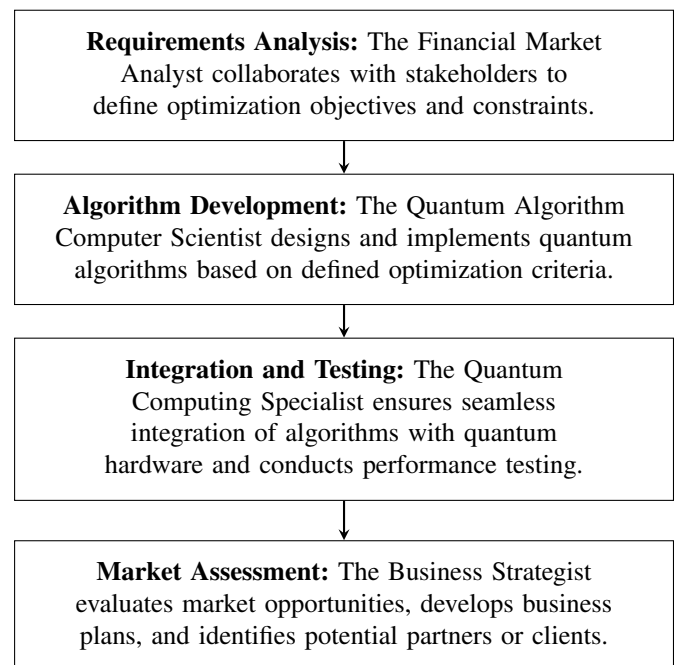 Requirements Analysis: The Financial Market
Analyst collaborates with stakeholders to
define optimization objectives and constraints.
Algorithm Development: The Quantum Algorithm
Computer Scientist designs and implements quantum
algorithms based on defined optimization criteria.
Integration and Testing: The Quantum
Computing Specialist ensures seamless
integration of algorithms with quantum
hardware and conducts performance testing.
Market Assessment: The Business Strategist
evaluates market opportunities, develops business
plans, and identifies potential partners or clients.